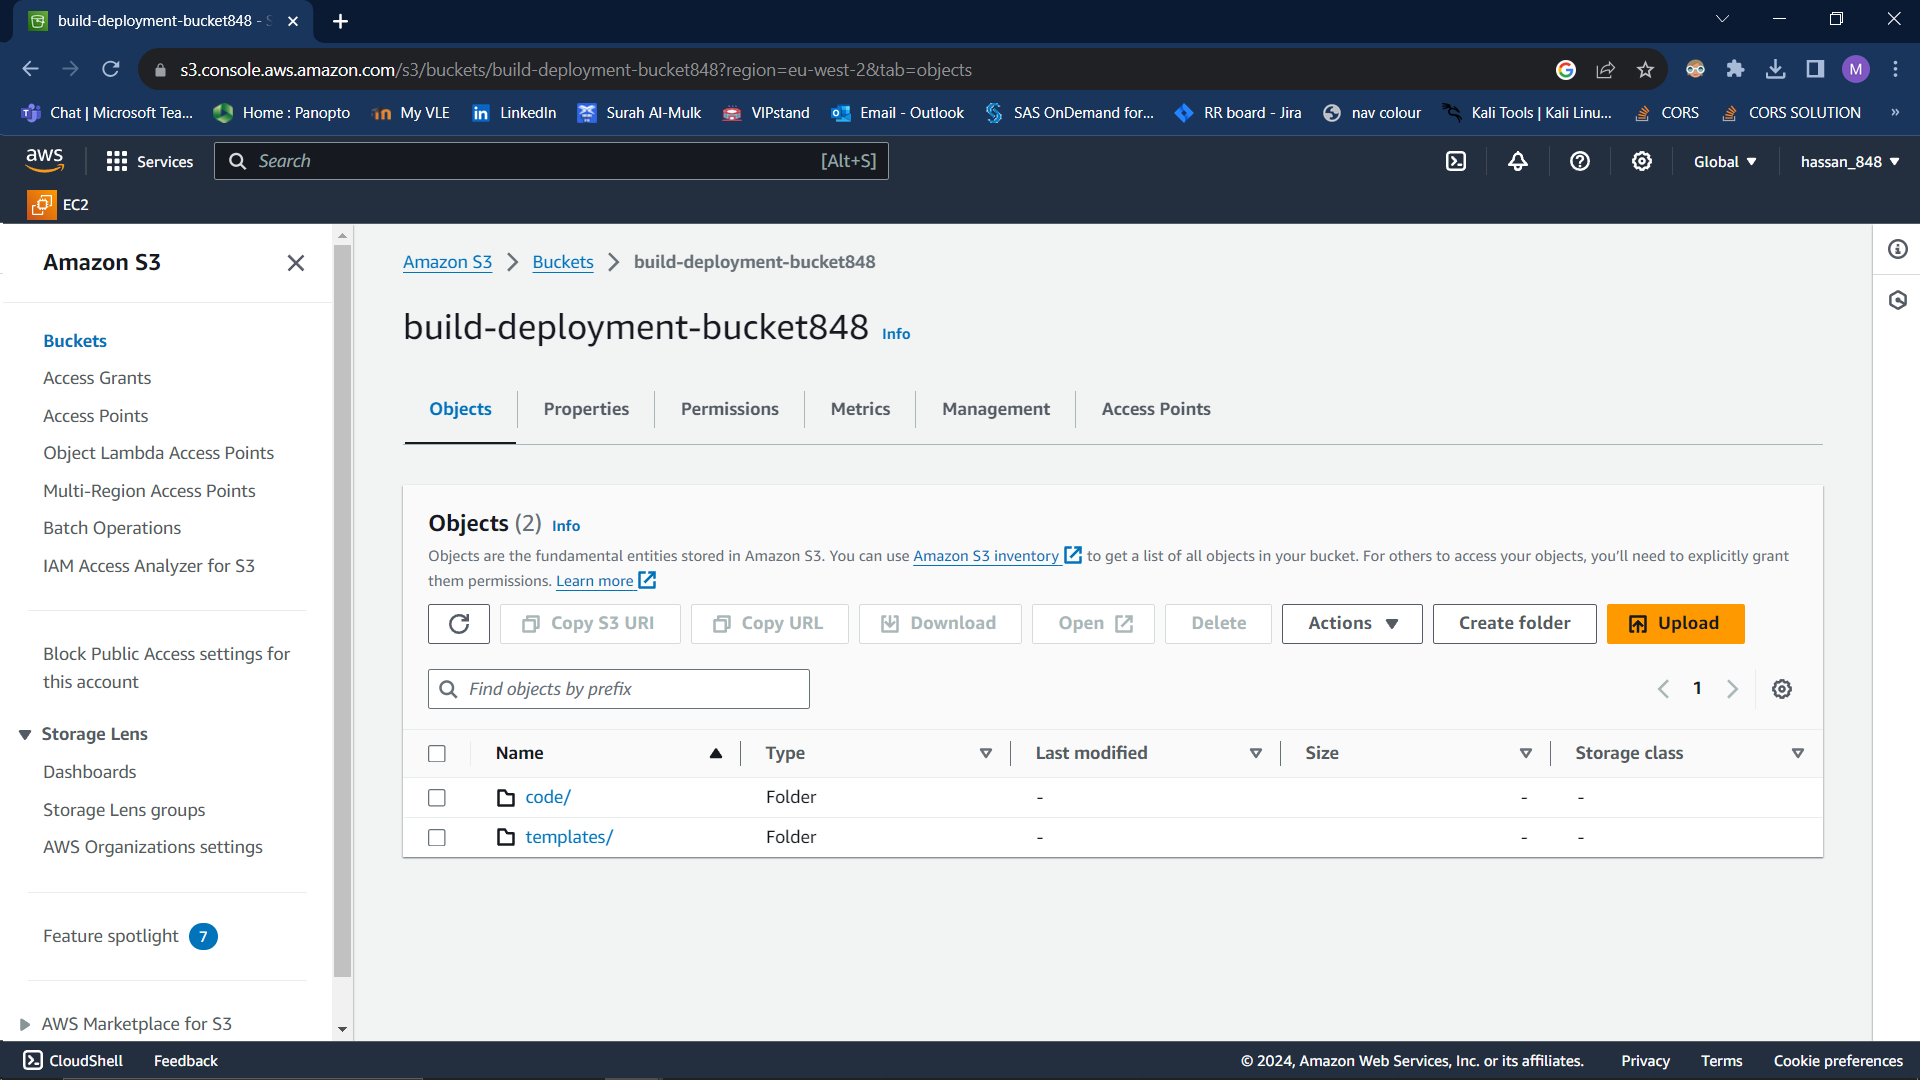 build-deployment-bucket848 - S
s3.console.aws.amazon.com/s3/buckets/build-deployment-bucket848?region=eu-west-2&tab=objects
M
Chat | Microsoft Tea... Home : Panopto My VLE LinkedIn Surah Al-Mulk VIPstand Email - Outlook SAS OnDemand for... RR board - Jira nav colour Kali Tools | Kali Linu... CORS CORS SOLUTION »
aws Services Search [Alt+S] Global hassan_848
EC2
Amazon S3
Buckets
Access Grants
Access Points
Object Lambda Access Points
Multi-Region Access Points
Batch Operations
IAM Access Analyzer for S3
Block Public Access settings for
this account
Storage Lens
Dashboards
Storage Lens groups
AWS Organizations settings
Feature spotlight 7
AWS Marketplace for S3
Amazon S3 > Buckets > build-deployment-bucket848
build-deployment-bucket848 Info
Objects Properties Permissions Metrics Management Access Points
Objects (2) Info
Objects are the fundamental entities stored in Amazon S3. You can use Amazon S3 inventory to get a list of all objects in your bucket. For others to access your objects, you'll need to explicitly grant
them permissions. Learn more
Copy S3 URI Copy URL Download Open Delete Actions Create folder Upload
Find objects by prefix
1
Name Type Last modified Size Storage class
code/ Folder - - -
templates/ Folder - - -
CloudShell Feedback © 2024, Amazon Web Services, Inc. or its affiliates. Privacy Terms Cookie preferences